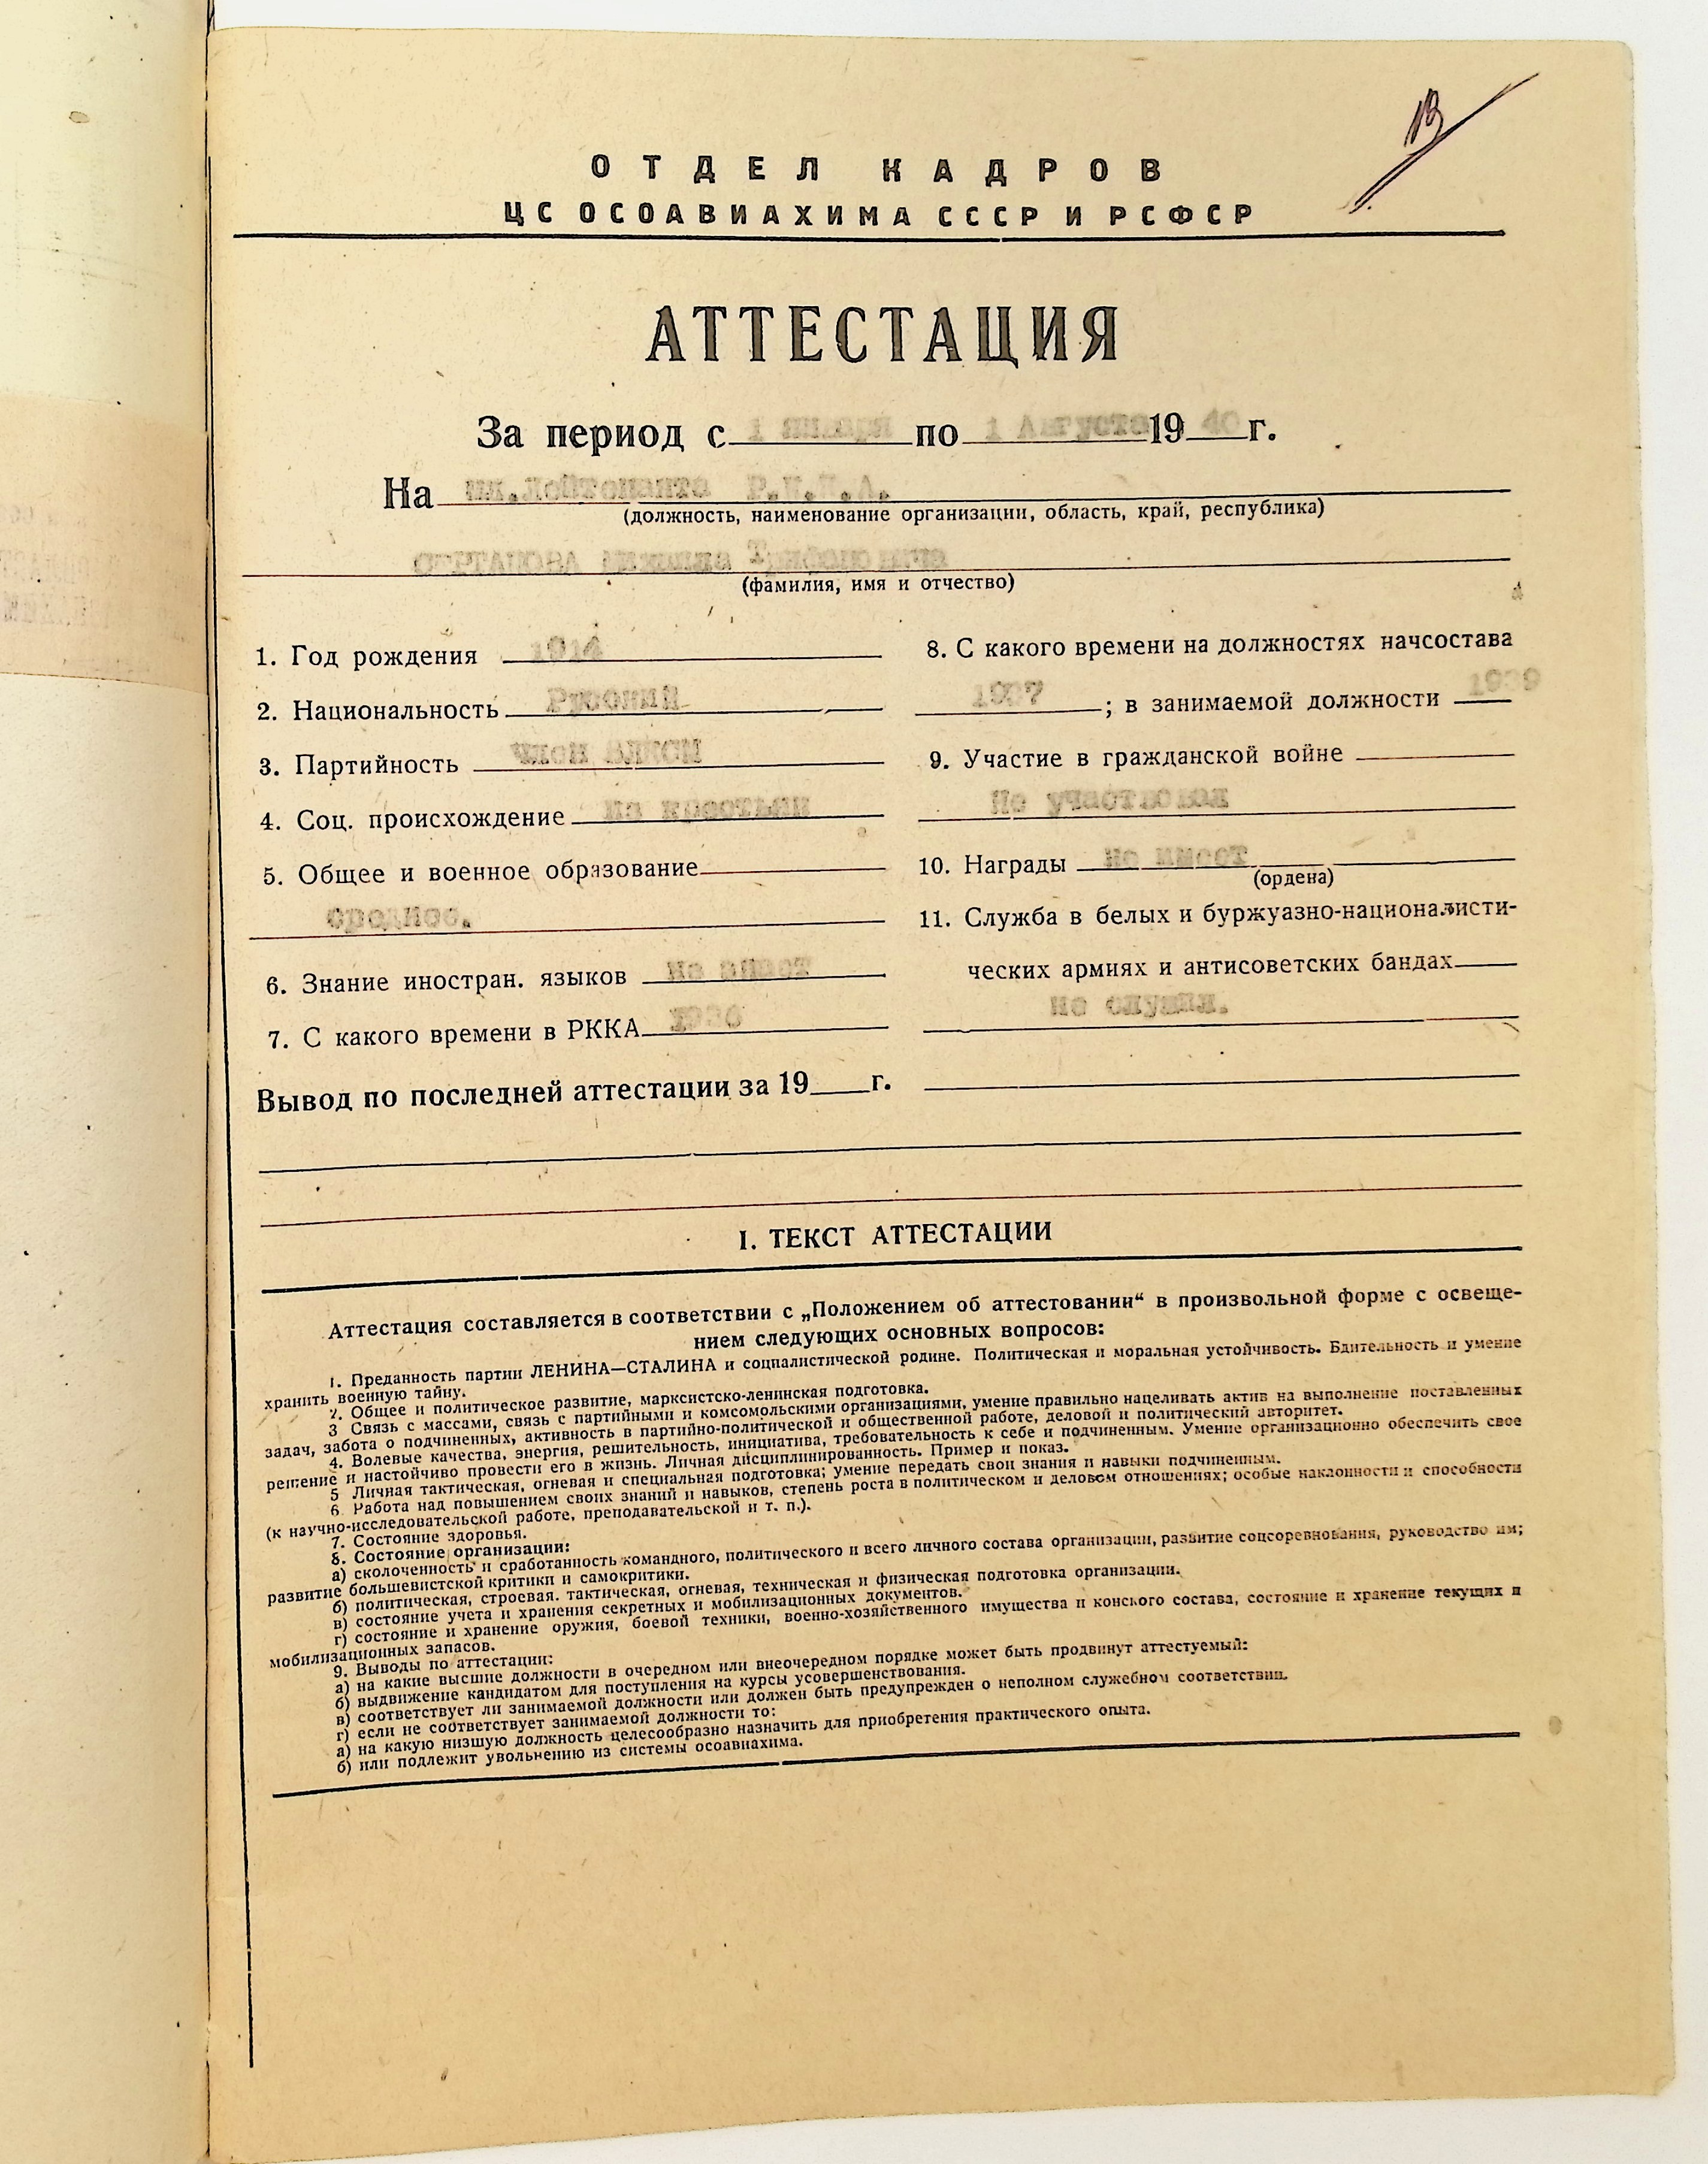 ОТДЕЛ КАДРОВ
ЦС ОСОАВИАХИМА СССР И РСФСР
АТТЕСТАЦИЯ
За период с 1 января по 1 Августа 1940 г.
На мл.Лейтенанта Р.К.К.А.
(должность, наименование организации, область, край, республика)
(фамилия, имя и отчество)
1. Год рождения 1914
2. Национальность Русский
3. Партийность член ВЛКСМ
4. Соц. происхождение из крестьян
5. Общее и военное образование
среднее.
6. Знание иностран. языков не знает
7. С какого времени в РККА 1936
8. С какого времени на должностях начсостава
1937; в занимаемой должности 1939
9. Участие в гражданской войне
Не участвовал
10. Награды не имеет
(ордена)
11. Служба в белых и буржуазно-националисти-
ческих армиях и антисоветских бандах
не служил.
Вывод по последней аттестации за 19 г.
I. ТЕКСТ АТТЕСТАЦИИ
Аттестация составляется в соответствии с „Положением об аттестовании“ в произвольной форме с освеще-
нием следующих основных вопросов:
1. Преданность партии ЛЕНИНА—СТАЛИНА и социалистической родине. Политическая и моральная устойчивость. Бдительность и умение
хранить военную тайну.
2. Общее и политическое развитие, марксистско-ленинская подготовка.
3 Связь с массами, связь с партийными и комсомольскими организациями, умение правильно нацеливать актив на выполнение поставленных
задач, забота о подчиненных, активность в партийно-политической и общественной работе, деловой и политический авторитет.
4. Волевые качества, энергия, решительность, инициатива, требовательность к себе и подчиненным. Умение организационно обеспечить свое
решение и настойчиво провести его в жизнь. Личная дисциплинированность. Пример и показ.
5 Личная тактическая, огневая и специальная подготовка; умение передать свои знания и навыки подчиненным.
6. Работа над повышением своих знаний и навыков, степень роста в политическом и деловом отношениях; особые наклонности и способности
(к научно-исследовательской работе, преподавательской и т. п.).
7. Состояние здоровья.
8. Состояние организации:
а) сколоченность и сработанность командного, политического и всего личного состава организации, развитие соцсоревнования, руководство им;
развитие большевистской критики и самокритики.
б) политическая, строевая. тактическая, огневая, техническая и физическая подготовка организации.
в) состояние учета и хранения секретных и мобилизационных документов.
г) состояние и хранение оружия, боевой техники, военно-хозяйственного имущества и конского состава, состояние и хранение текущих и
мобилизационных запасов.
9. Выводы по аттестации:
а) на какие высшие должности в очередном или внеочередном порядке может быть продвинут аттестуемый:
б) выдвижение кандидатом для поступления на курсы усовершенствования.
в) соответствует ли занимаемой должности или должен быть предупрежден о неполном служебном соответствии.
г) если не соответствует занимаемой должности то:
а) на какую низшую должность целесообразно назначить для приобретения практического опыта.
б) или подлежит увольнению из системы осоавиахима.